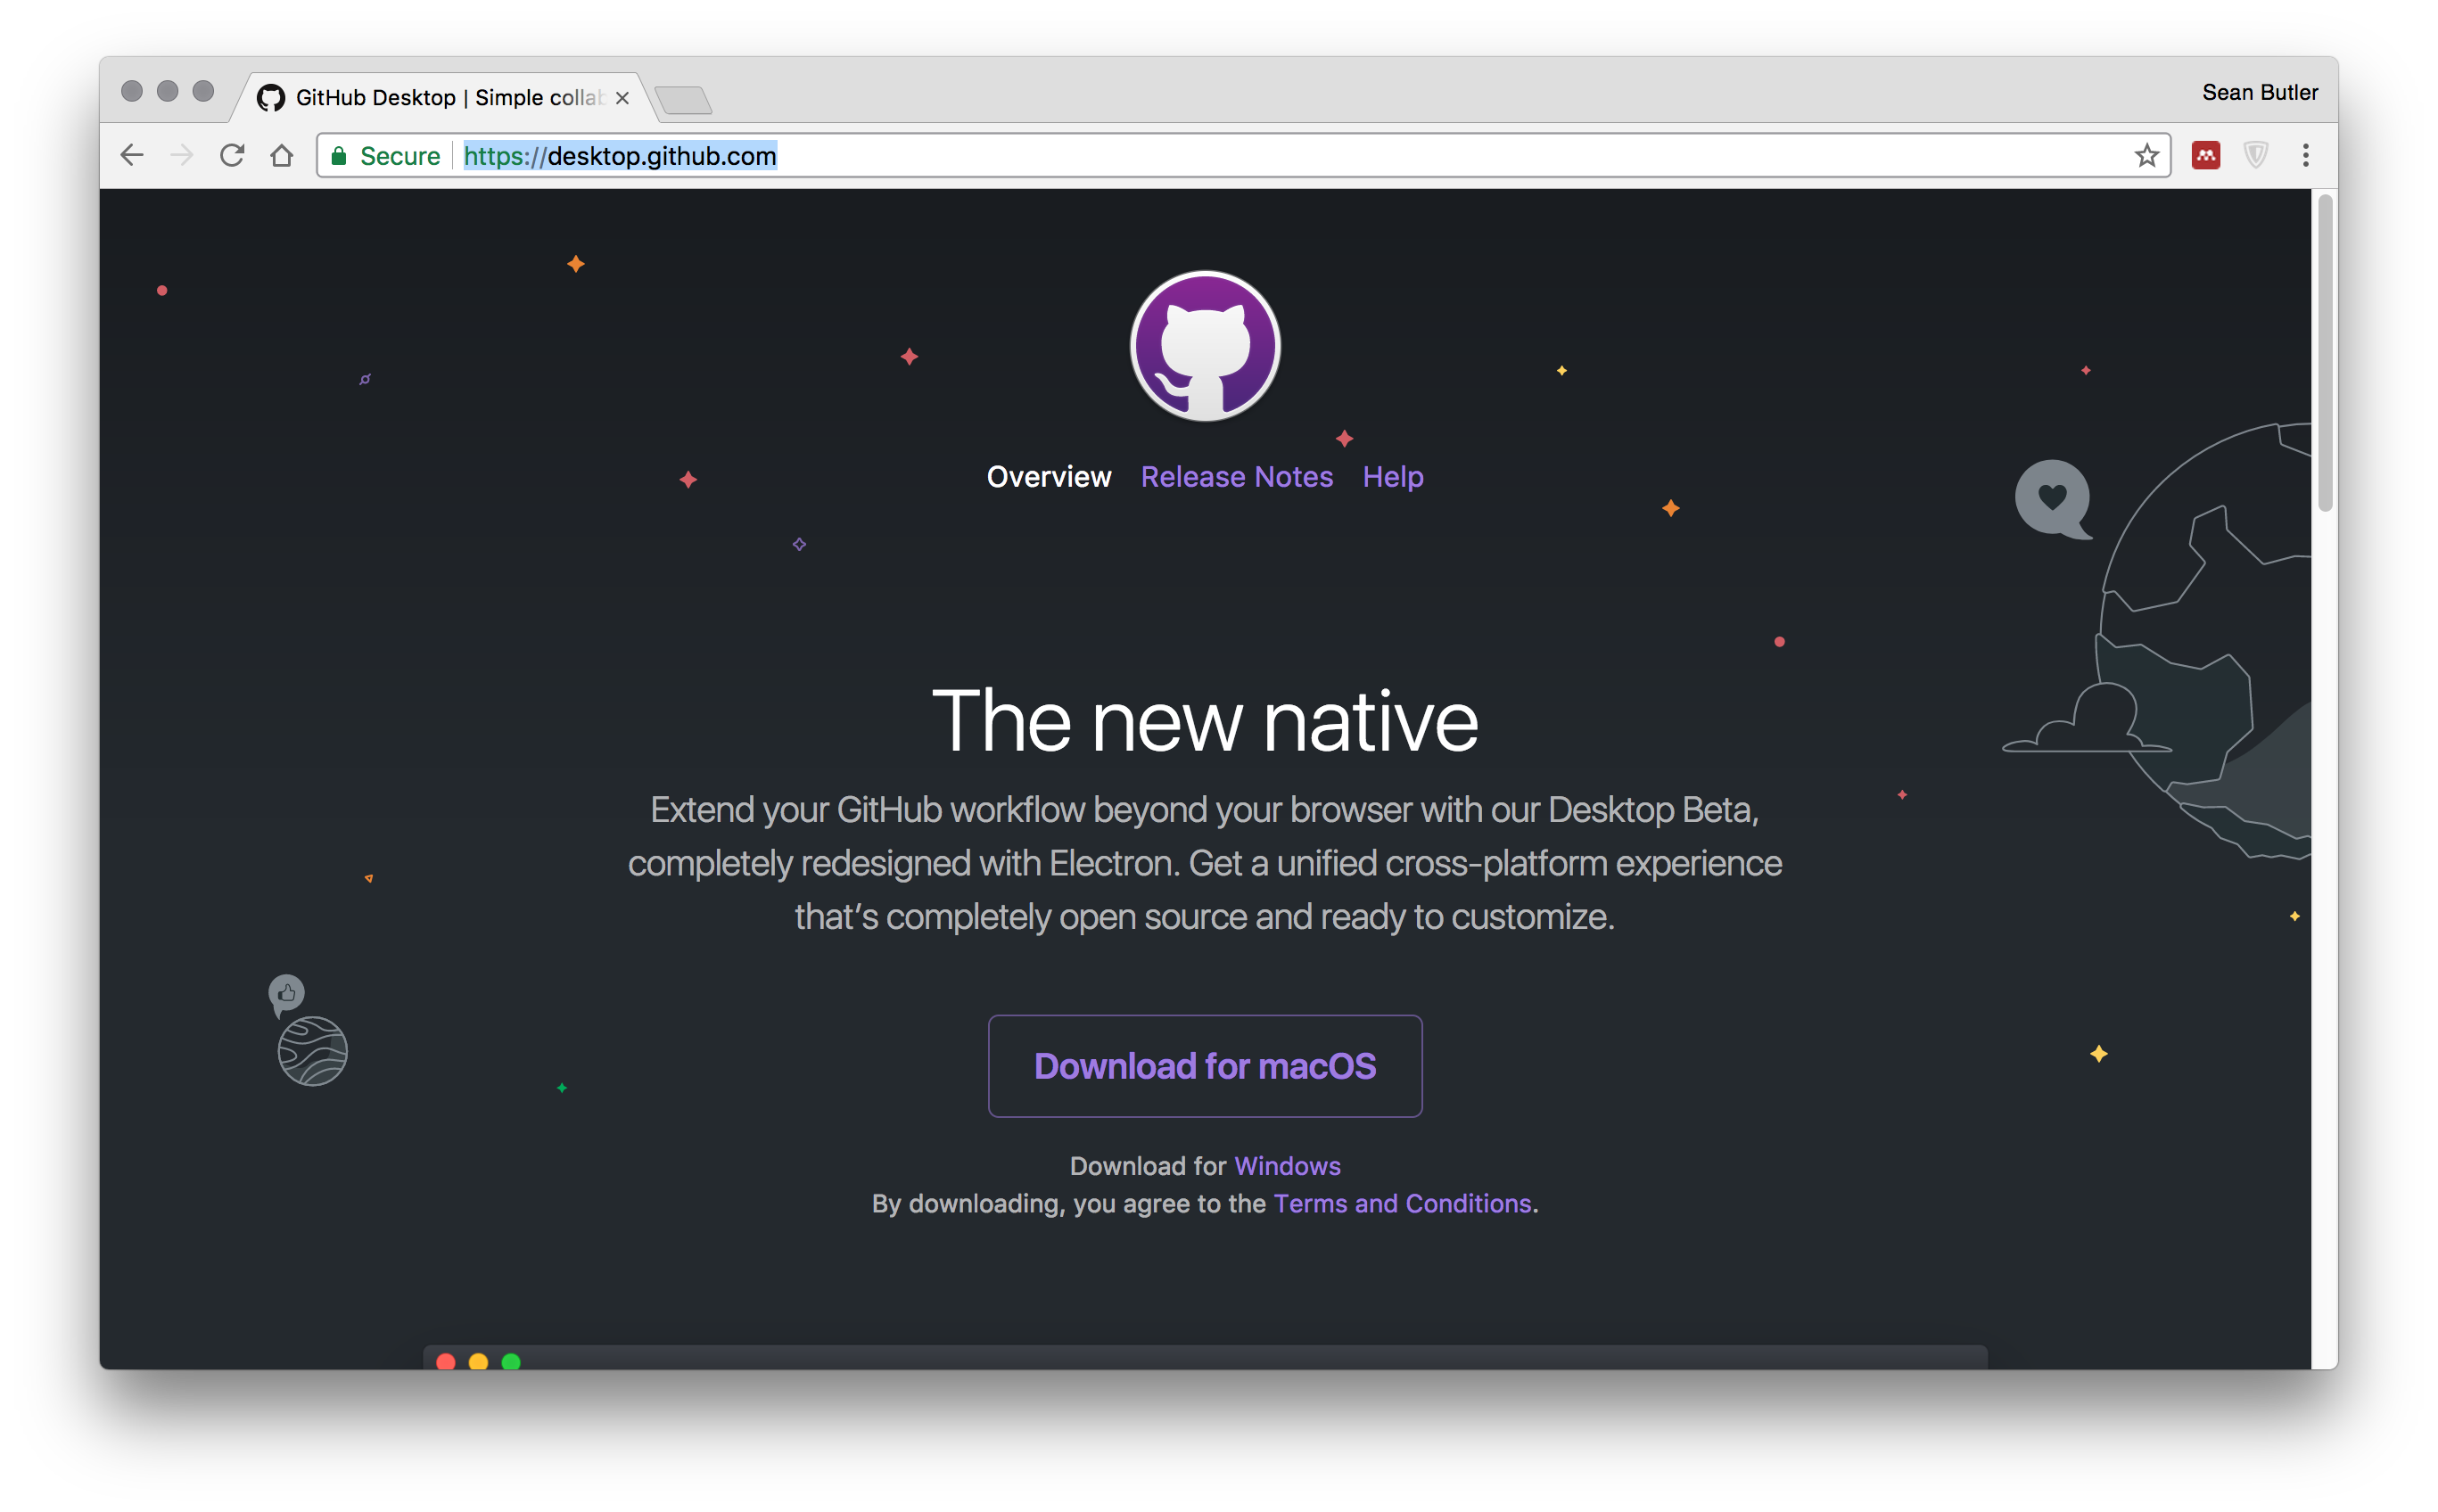 GitHub Desktop | Simple collab
Sean Butler
Secure https://desktop.github.com
Overview Release Notes Help
The new native
Extend your GitHub workflow beyond your browser with our Desktop Beta,
completely redesigned with Electron. Get a unified cross-platform experience
that's completely open source and ready to customize.
Download for macOS
Download for Windows
By downloading, you agree to the Terms and Conditions.